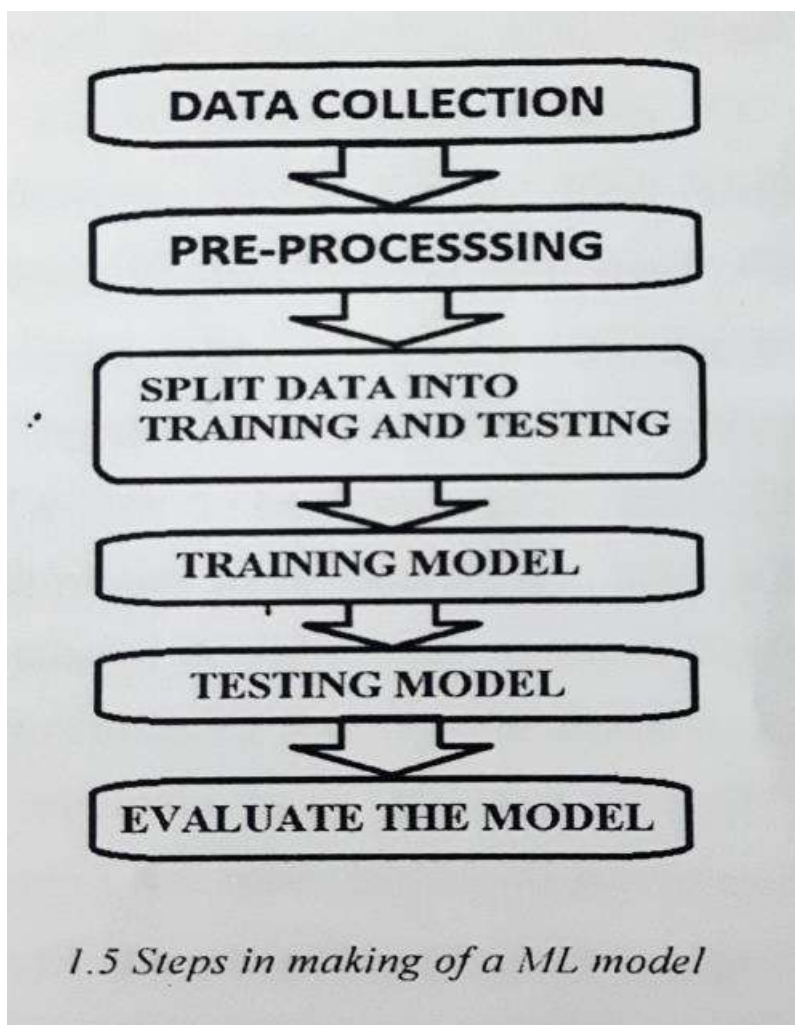 DATA COLLECTION
PRE-PROCESSSING
SPLIT DATA INTO
TRAINING AND TESTING
TRAINING MODEL
TESTING MODEL
EVALUATE THE MODEL
1.5 Steps in making of a ML model